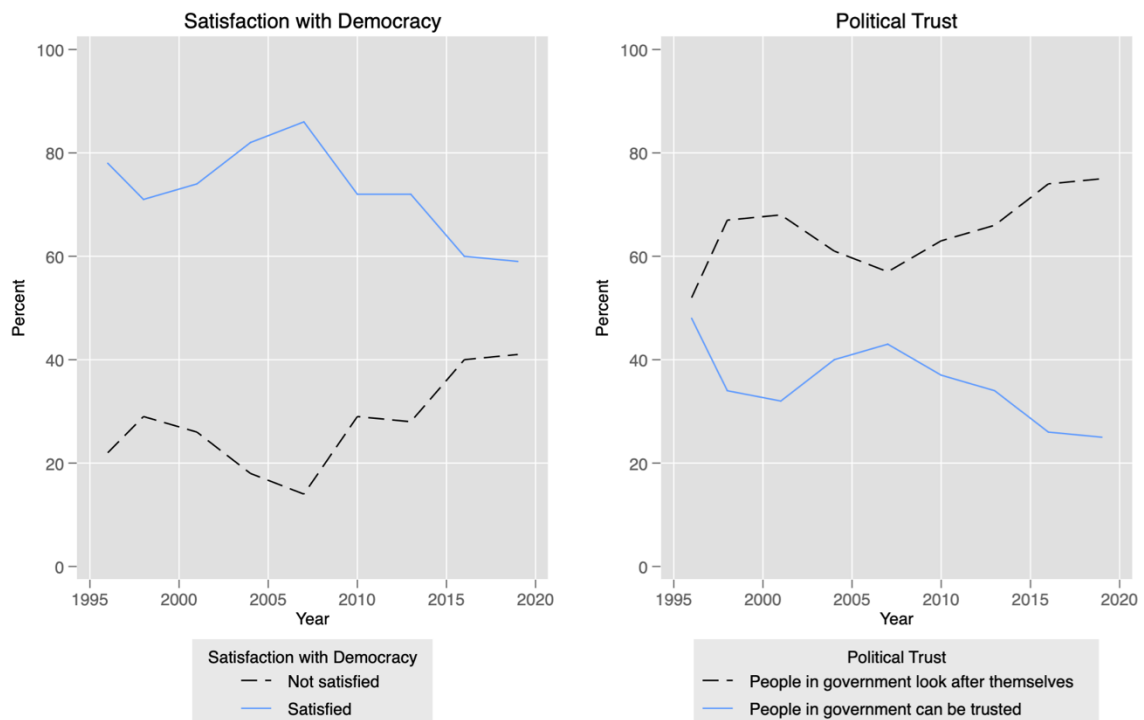 Satisfaction with Democracy
100
80
60
40
20
0
Percent
1995 2000 2005 2010 2015 2020
Year
Satisfaction with Democracy
Not satisfied
Satisfied
Political Trust
100
80
60
40
20
0
Percent
1995 2000 2005 2010 2015 2020
Year
Political Trust
People in government look after themselves
People in government can be trusted